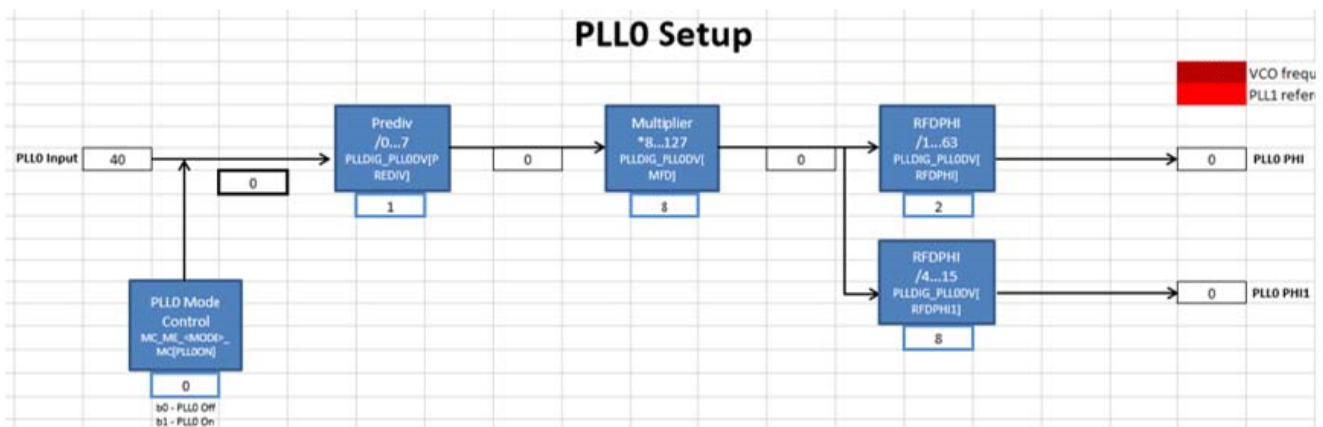 PLL0 Setup
VCO frequ
PLL1 refer
Prediv
/0...7
PLLDIG_PLL0DV[P
REDIV]
Multiplier
*8...127
PLLDIG_PLL0DV[
MFD]
RFDPHI
/1...63
PLLDIG_PLL0DV[
RFDPHI]
PLL0 Input
40
0
0
0
PLL0 PHI
0
1
8
2
RFDPHI
/4...15
PLLDIG_PLL0DV[
RFDPHI1]
0
PLL0 PHI1
8
PLL0 Mode
Control
MC_ME_<MODE>_
MC[PLL0ON]
0
b0 - PLL0 Off
b1 - PLL0 On